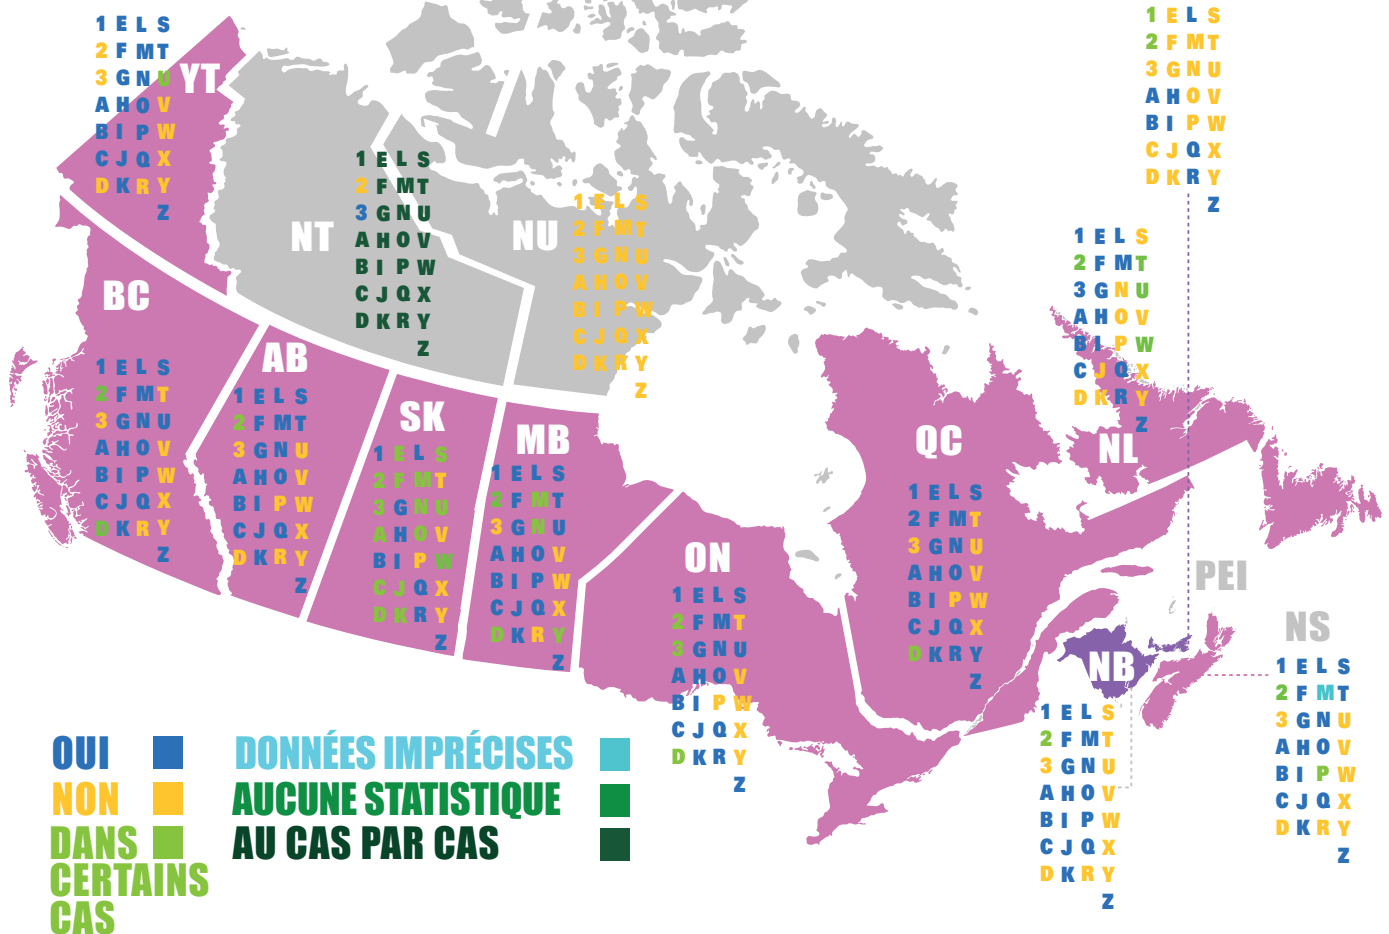 1 E L S
2 F M T
3 G N U
A H O V
B I P W
C J Q X
D K R Y
Z
YT
1 E L S
2 F M T
3 G N U
A H O V
B I P W
C J Q X
D K R Y
Z
NT
1 E L S
2 F M T
3 G N U
A H O V
B I P W
C J Q X
D K R Y
Z
NU
1 E L S
2 F M T
3 G N U
A H O V
B I P W
C J Q X
D K R Y
Z
1 E L S
2 F M T
3 G N U
A H O V
B I P W
C J Q X
D K R Y
Z
NL
BC
1 E L S
2 F M T
3 G N U
A H O V
B I P W
C J Q X
D K R Y
Z
AB
1 E L S
2 F M T
3 G N U
A H O V
B I P W
C J Q X
D K R Y
Z
SK
1 E L S
2 F M T
3 G N U
A H O V
B I P W
C J Q X
D K R Y
Z
MB
1 E L S
2 F M T
3 G N U
A H O V
B I P W
C J Q X
D K R Y
Z
ON
1 E L S
2 F M T
3 G N U
A H O V
B I P W
C J Q X
D K R Y
Z
QC
1 E L S
2 F M T
3 G N U
A H O V
B I P W
C J Q X
D K R Y
Z
PEI
NS
1 E L S
2 F M T
3 G N U
A H O V
B I P W
C J Q X
D K R Y
Z
NB
1 E L S
2 F M T
3 G N U
A H O V
B I P W
C J Q X
D K R Y
Z
OUI
NON
DANS
CERTAINS
CAS
DONNÉES IMPRÉCISES
AUCUNE STATISTIQUE
AU CAS PAR CAS